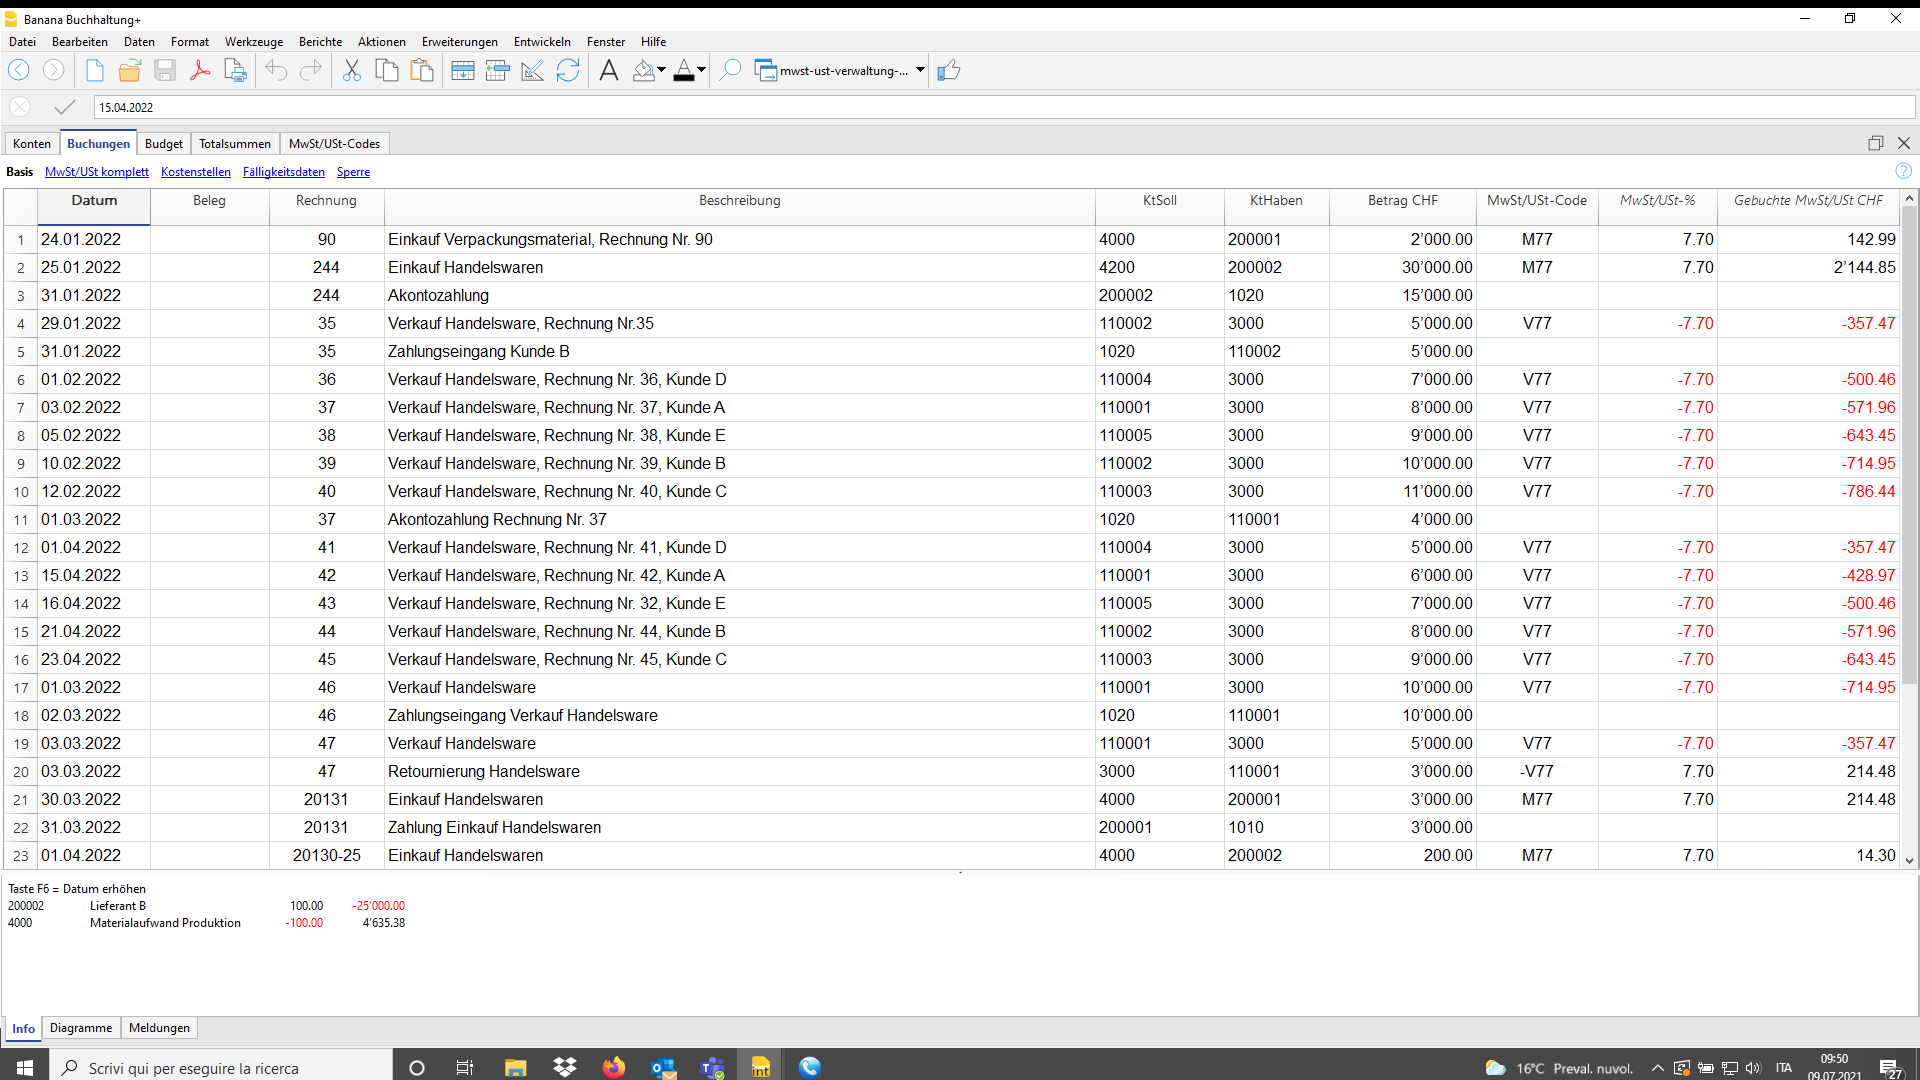 Banana Buchhaltung+
Datei Bearbeiten Daten Format Werkzeuge Berichte Aktionen Erweiterungen Entwickeln Fenster Hilfe
mwst-ust-verwaltung-...
15.04.2022
Konten Buchungen Budget Totalsummen MwSt/USt-Codes
Basis MwSt/USt komplett Kostenstellen Fälligkeitsdaten Sperre
Datum Beleg Rechnung Beschreibung KtSoll KtHaben Betrag CHF MwSt/USt-Code MwSt/USt-% Gebuchte MwSt/USt CHF
1 24.01.2022 90 Einkauf Verpackungsmaterial, Rechnung Nr. 90 4000 200001 2’000.00 M77 7.70 142.99
2 25.01.2022 244 Einkauf Handelswaren 4200 200002 30’000.00 M77 7.70 2’144.85
3 31.01.2022 244 Akontozahlung 200002 1020 15’000.00
4 29.01.2022 35 Verkauf Handelsware, Rechnung Nr.35 110002 3000 5’000.00 V77 -7.70 -357.47
5 31.01.2022 35 Zahlungseingang Kunde B 1020 110002 5’000.00
6 01.02.2022 36 Verkauf Handelsware, Rechnung Nr. 36, Kunde D 110004 3000 7’000.00 V77 -7.70 -500.46
7 03.02.2022 37 Verkauf Handelsware, Rechnung Nr. 37, Kunde A 110001 3000 8’000.00 V77 -7.70 -571.96
8 05.02.2022 38 Verkauf Handelsware, Rechnung Nr. 38, Kunde E 110005 3000 9’000.00 V77 -7.70 -643.45
9 10.02.2022 39 Verkauf Handelsware, Rechnung Nr. 39, Kunde B 110002 3000 10’000.00 V77 -7.70 -714.95
10 12.02.2022 40 Verkauf Handelsware, Rechnung Nr. 40, Kunde C 110003 3000 11’000.00 V77 -7.70 -786.44
11 01.03.2022 37 Akontozahlung Rechnung Nr. 37 1020 110001 4’000.00
12 01.04.2022 41 Verkauf Handelsware, Rechnung Nr. 41, Kunde D 110004 3000 5’000.00 V77 -7.70 -357.47
13 15.04.2022 42 Verkauf Handelsware, Rechnung Nr. 42, Kunde A 110001 3000 6’000.00 V77 -7.70 -428.97
14 16.04.2022 43 Verkauf Handelsware, Rechnung Nr. 32, Kunde E 110005 3000 7’000.00 V77 -7.70 -500.46
15 21.04.2022 44 Verkauf Handelsware, Rechnung Nr. 44, Kunde B 110002 3000 8’000.00 V77 -7.70 -571.96
16 23.04.2022 45 Verkauf Handelsware, Rechnung Nr. 45, Kunde C 110003 3000 9’000.00 V77 -7.70 -643.45
17 01.03.2022 46 Verkauf Handelsware 110001 3000 10’000.00 V77 -7.70 -714.95
18 02.03.2022 46 Zahlungseingang Verkauf Handelsware 1020 110001 10’000.00
19 03.03.2022 47 Verkauf Handelsware 110001 3000 5’000.00 V77 -7.70 -357.47
20 03.03.2022 47 Retournierung Handelsware 3000 110001 3’000.00 -V77 7.70 214.48
21 30.03.2022 20131 Einkauf Handelswaren 4000 200001 3’000.00 M77 7.70 214.48
22 31.03.2022 20131 Zahlung Einkauf Handelswaren 200001 1010 3’000.00
23 01.04.2022 20130-25 Einkauf Handelswaren 4000 200002 200.00 M77 7.70 14.30
Taste F6 = Datum erhöhen
200002 Lieferant B 100.00 -25’000.00
4000 Materialaufwand Produktion -100.00 4’635.38
Info Diagramme Meldungen
Scrivi qui per eseguire la ricerca
int
16°C Preval. nuvol.
ITA
09:50
09.07.2021
27